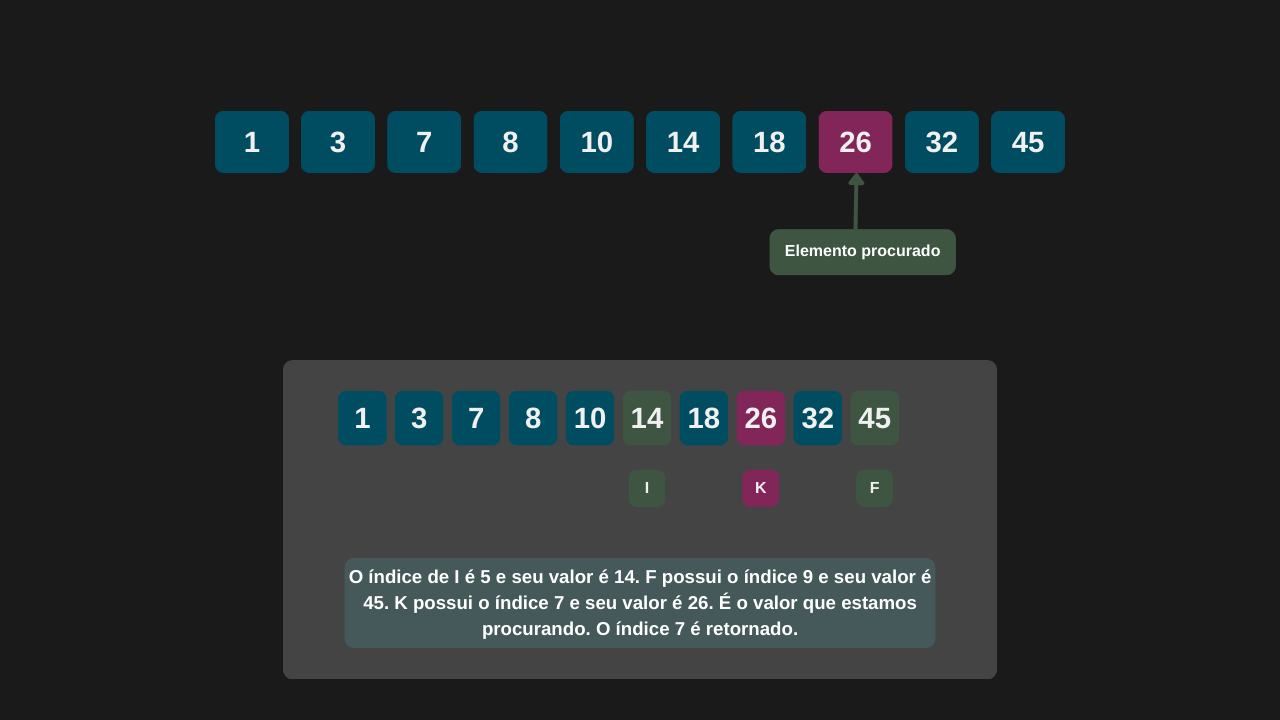 1 3 7 8 10 14 18 26 32 45
Elemento procurado
1 3 7 8 10 14 18 26 32 45
I K F
O índice de I é 5 e seu valor é 14. F possui o índice 9 e seu valor é
45. K possui o índice 7 e seu valor é 26. É o valor que estamos
procurando. O índice 7 é retornado.